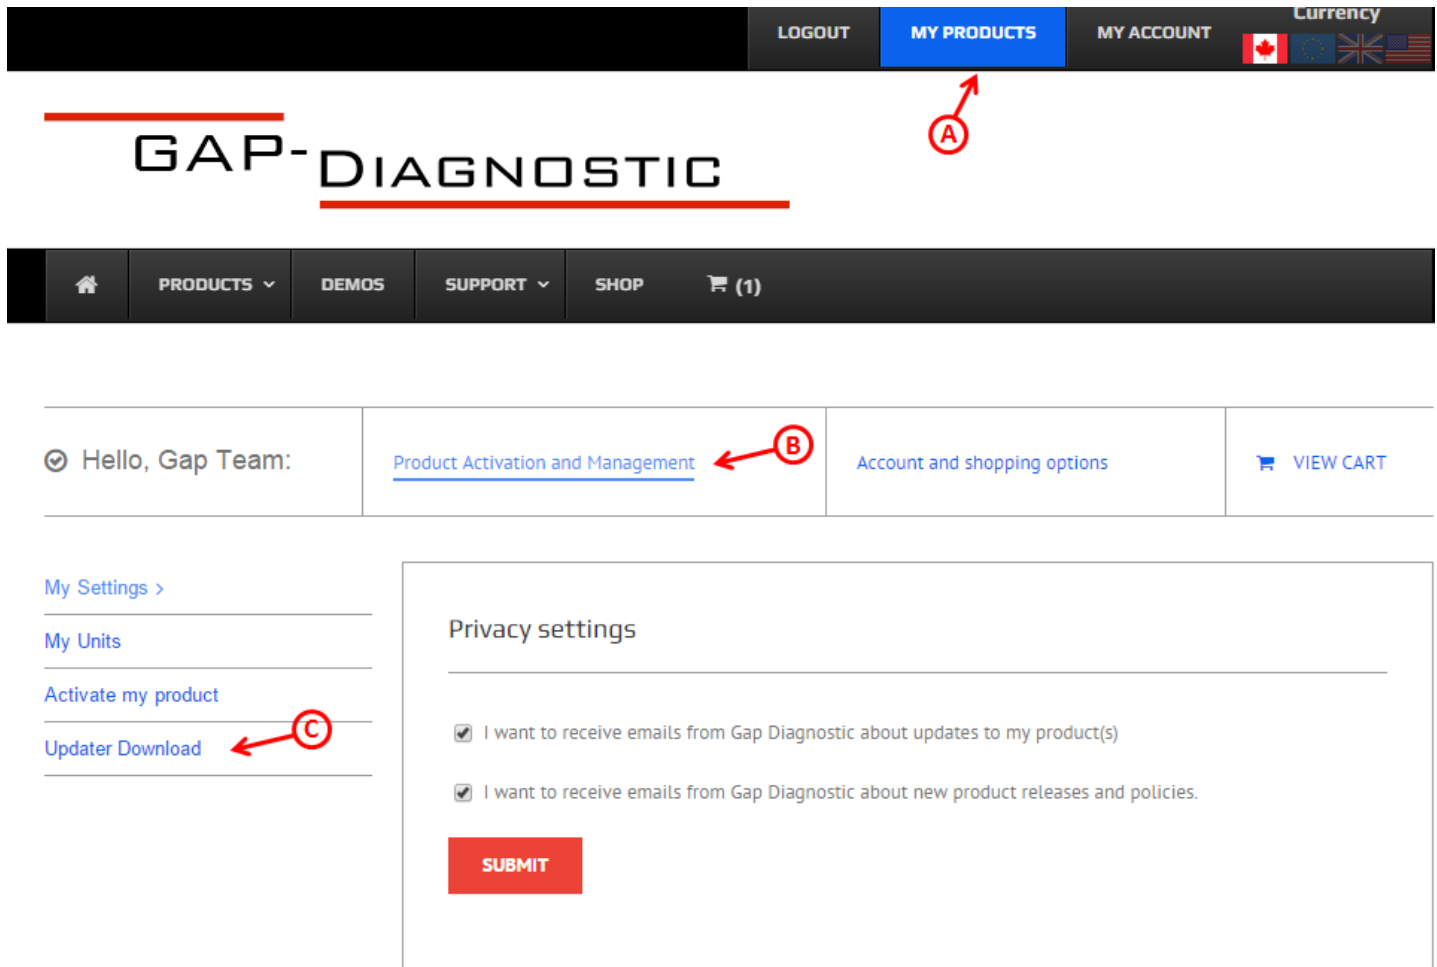 Currency
LOGOUT MY PRODUCTS MY ACCOUNT
A
GAP-DIAGNOSTIC
PRODUCTS DEMOS SUPPORT SHOP (1)
Hello, Gap Team: Product Activation and Management B Account and shopping options VIEW CART
My Settings >
My Units
Activate my product
Updater Download C
Privacy settings
I want to receive emails from Gap Diagnostic about updates to my product(s)
I want to receive emails from Gap Diagnostic about new product releases and policies.
SUBMIT